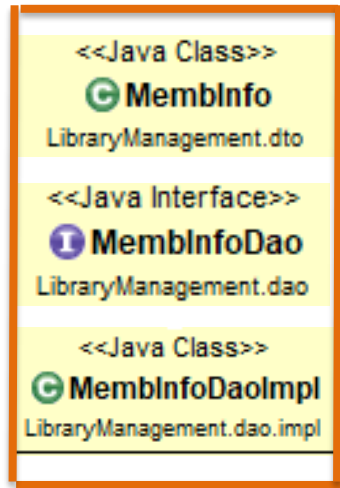 <<Java Class>>
C MembInfo
LibraryManagement.dto
<<Java Interface>>
I MembInfoDao
LibraryManagement.dao
<<Java Class>>
C MembInfoDaoImpl
LibraryManagement.dao.impl